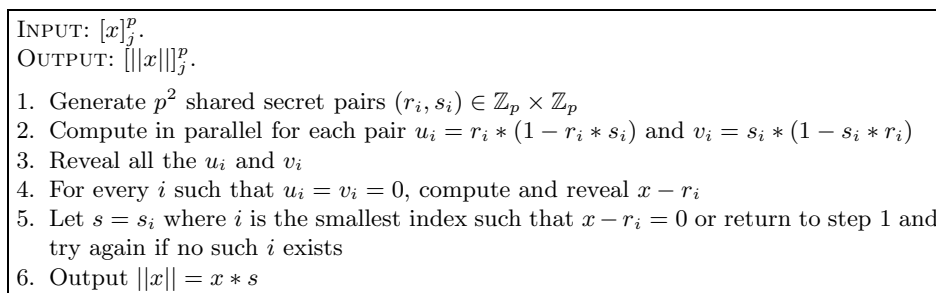 INPUT: [x]_j^p.
OUTPUT: [||x||]_j^p.
1. Generate p² shared secret pairs (r_i, s_i) ∈ ℤ_p × ℤ_p
2. Compute in parallel for each pair u_i = r_i * (1 − r_i * s_i) and v_i = s_i * (1 − s_i * r_i)
3. Reveal all the u_i and v_i
4. For every i such that u_i = v_i = 0, compute and reveal x − r_i
5. Let s = s_i where i is the smallest index such that x − r_i = 0 or return to step 1 and
try again if no such i exists
6. Output ||x|| = x * s